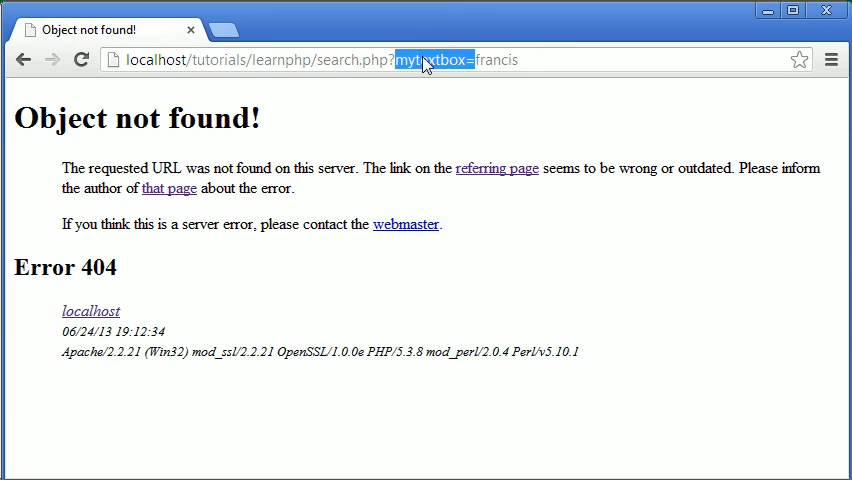 Object not found!
localhost/tutorials/learnphp/search.php?mytextbox=francis
Object not found!
The requested URL was not found on this server. The link on the referring page seems to be wrong or outdated. Please inform
the author of that page about the error.
If you think this is a server error, please contact the webmaster.
Error 404
localhost
06/24/13 19:12:34
Apache/2.2.21 (Win32) mod_ssl/2.2.21 OpenSSL/1.0.0e PHP/5.3.8 mod_perl/2.0.4 Perl/v5.10.1